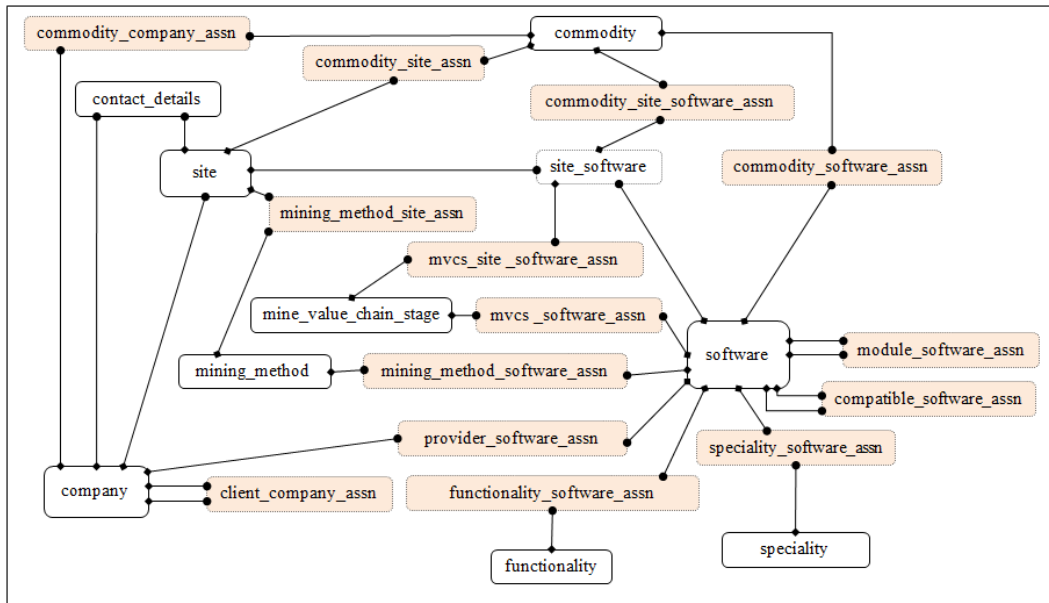 commodity_company_assn
commodity
commodity_site_assn
contact_details
commodity_site_software_assn
site
site_software
commodity_software_assn
mining_method_site_assn
mvcs_site _software_assn
mine_value_chain_stage
mvcs _software_assn
software
module_software_assn
mining_method
mining_method_software_assn
compatible_software_assn
provider_software_assn
speciality_software_assn
company
client_company_assn
functionality_software_assn
functionality
speciality